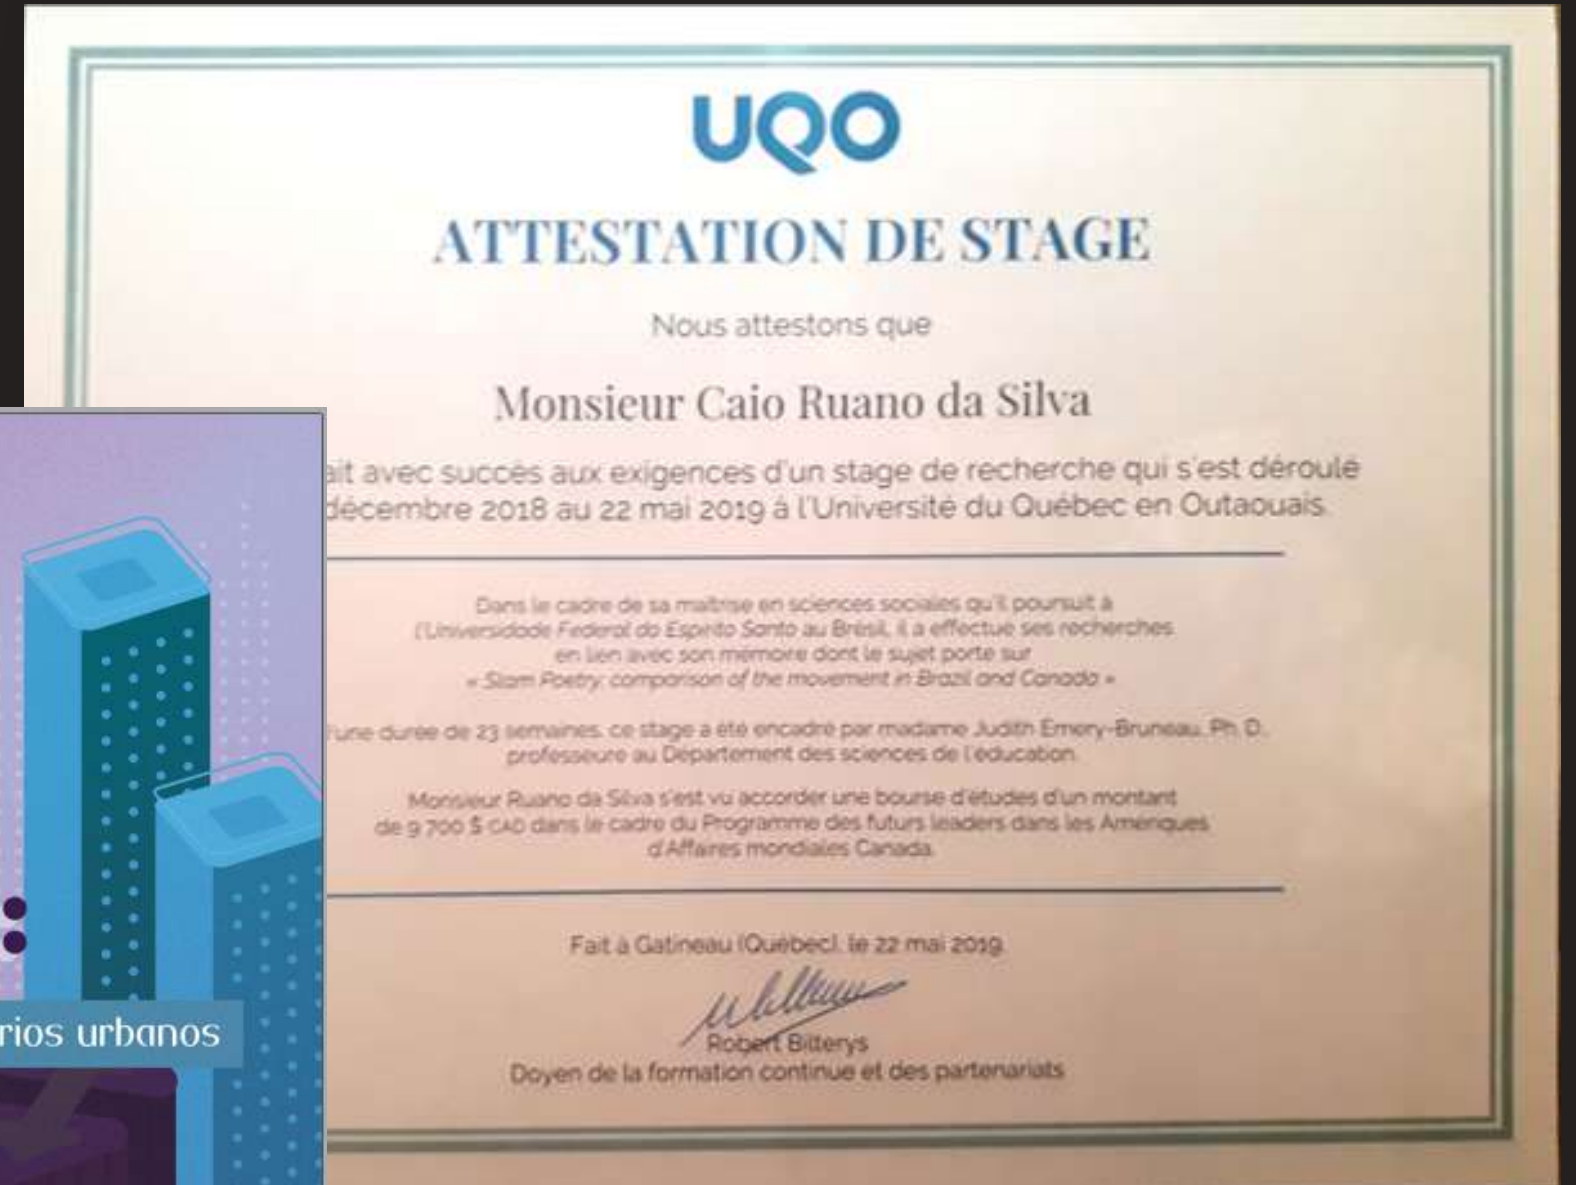 UQO
ATTESTATION DE STAGE
Nous attestons que
Monsieur Caio Ruano da Silva
ait avec succès aux exigences d'un stage de recherche qui s'est déroulé
décembre 2018 au 22 mai 2019 à l'Université du Québec en Outaouais.
Dans le cadre de sa maîtrise en sciences sociales qu'il poursuit à
l'Universidade Federal do Espírito Santo au Brésil, il a effectué ses recherches
en lien avec son mémoire dont le sujet porte sur
« Slam Poetry: comparison of the movement in Brazil and Canada »
'une durée de 23 semaines, ce stage a été encadré par madame Judith Émery-Bruneau, Ph. D.,
professeure au Département des sciences de l'éducation.
Monsieur Ruano da Silva s'est vu accorder une bourse d'études d'un montant
de 9 700 $ CAD dans le cadre du Programme des futurs leaders dans les Amériques
d'Affaires mondiales Canada.
Fait à Gatineau (Québec), le 22 mai 2019.
Robert Bilterys
Doyen de la formation continue et des partenariats
rios urbanos